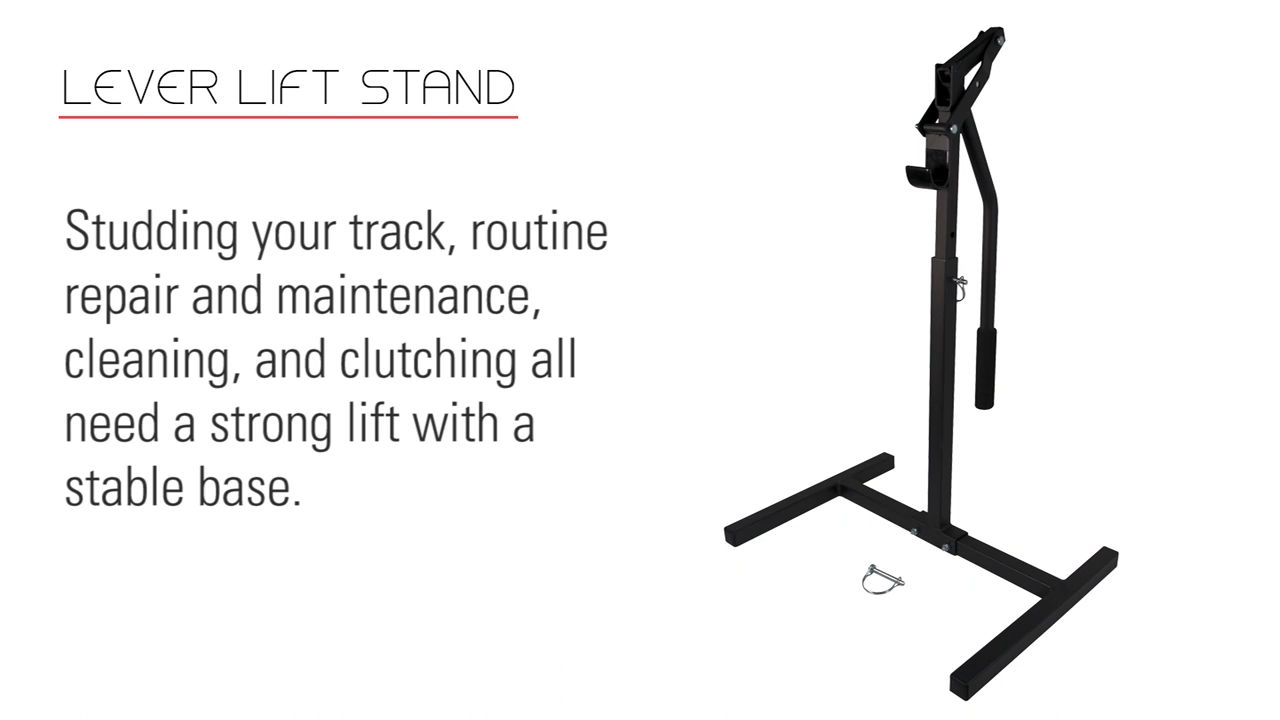 LEVER LIFT STAND
Studding your track, routine
repair and maintenance,
cleaning, and clutching all
need a strong lift with a
stable base.